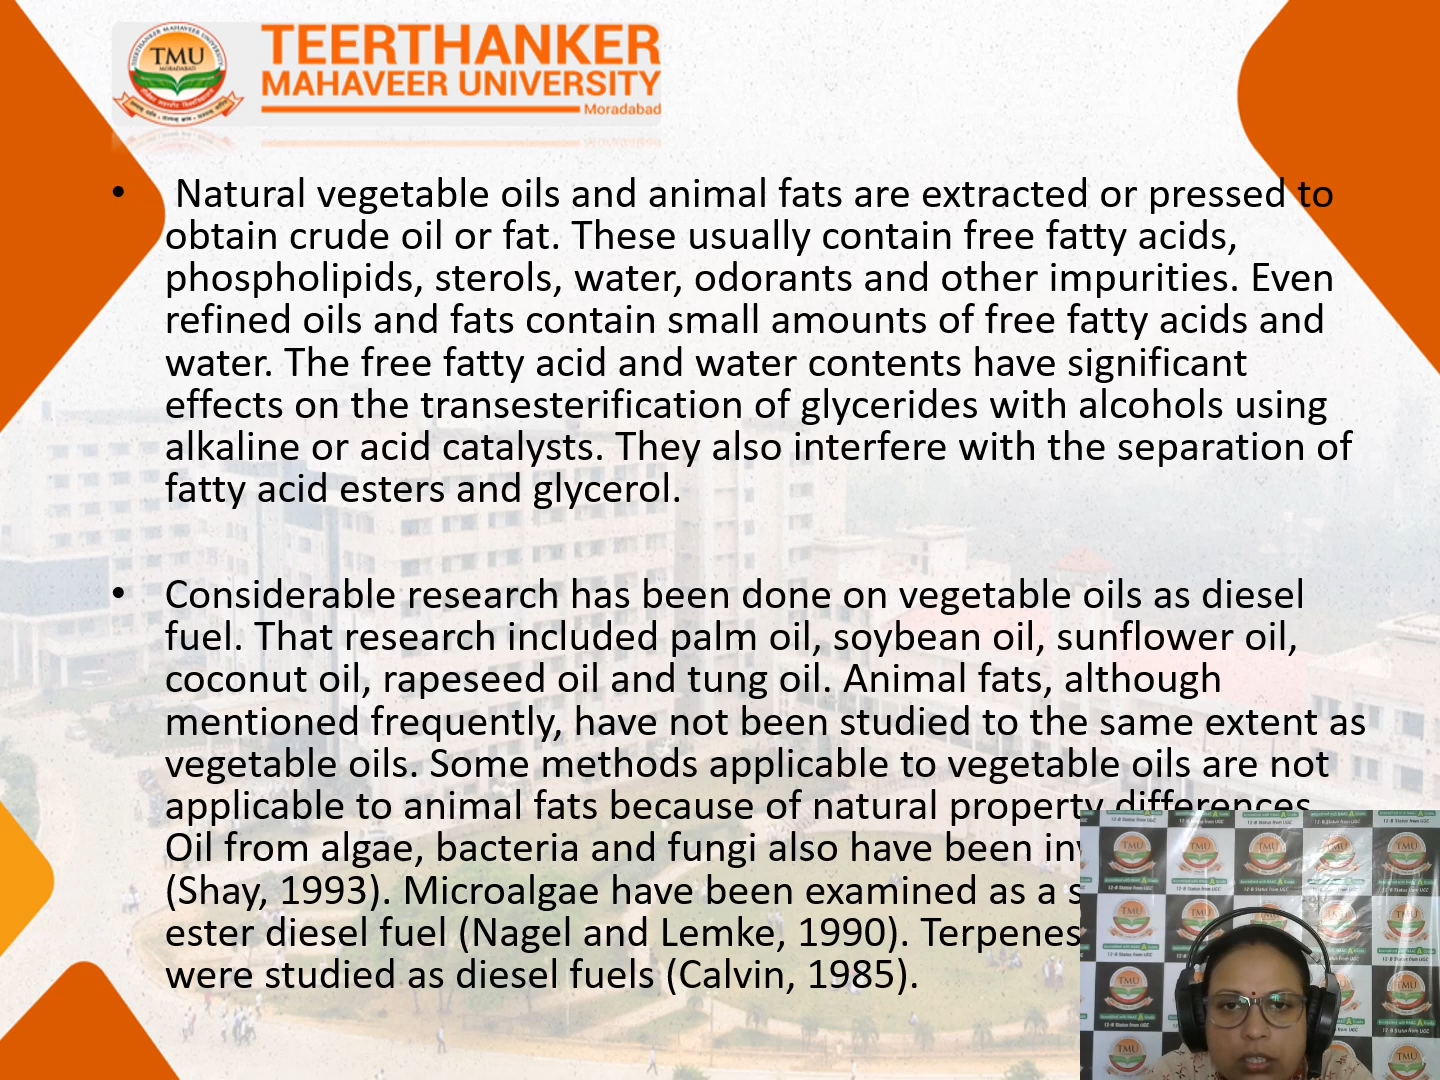 TMU
MORADABAD
TEERTHANKER
MAHAVEER UNIVERSITY
Moradabad
• Natural vegetable oils and animal fats are extracted or pressed to
obtain crude oil or fat. These usually contain free fatty acids,
phospholipids, sterols, water, odorants and other impurities. Even
refined oils and fats contain small amounts of free fatty acids and
water. The free fatty acid and water contents have significant
effects on the transesterification of glycerides with alcohols using
alkaline or acid catalysts. They also interfere with the separation of
fatty acid esters and glycerol.
• Considerable research has been done on vegetable oils as diesel
fuel. That research included palm oil, soybean oil, sunflower oil,
coconut oil, rapeseed oil and tung oil. Animal fats, although
mentioned frequently, have not been studied to the same extent as
vegetable oils. Some methods applicable to vegetable oils are not
applicable to animal fats because of natural property differences
Oil from algae, bacteria and fungi also have been
(Shay, 1993). Microalgae have been examined as a
ester diesel fuel (Nagel and Lemke, 1990). Terpenes
were studied as diesel fuels (Calvin, 1985).
12-B Status from UGC
TMU